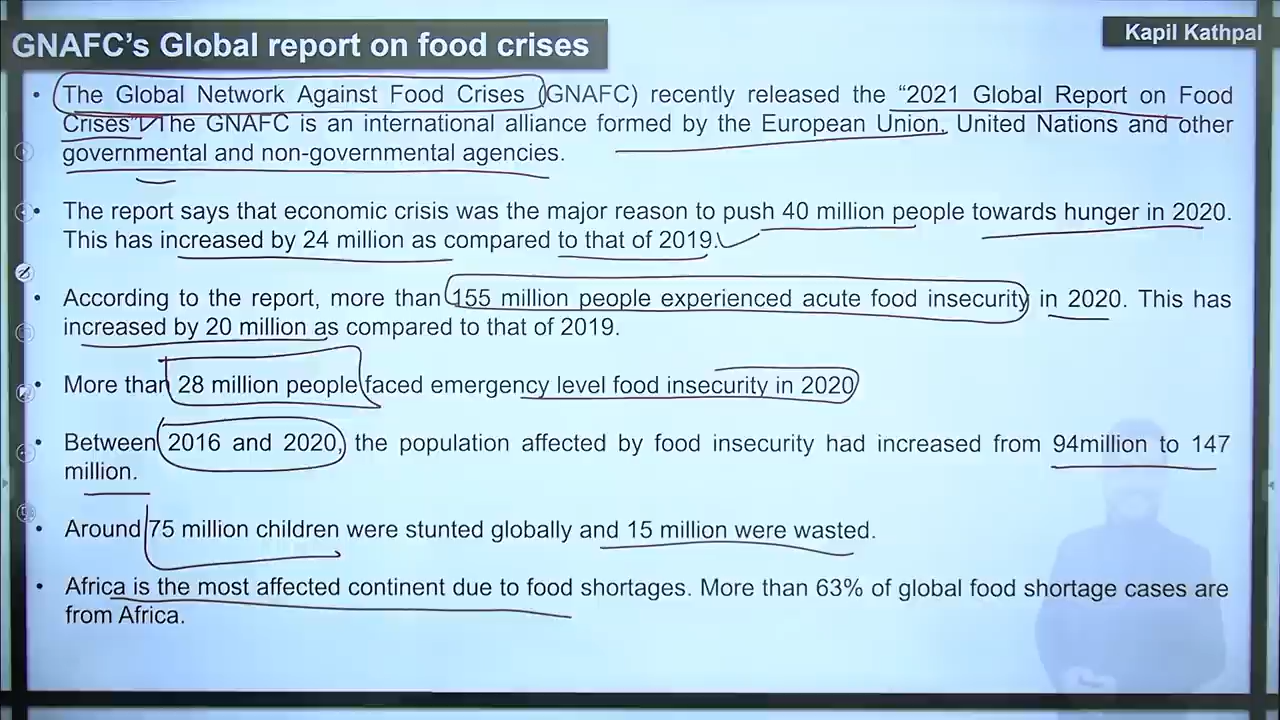 GNAFC’s Global report on food crises
Kapil Kathpal
• The Global Network Against Food Crises (GNAFC) recently released the “2021 Global Report on Food
Crises”. The GNAFC is an international alliance formed by the European Union, United Nations and other
governmental and non-governmental agencies.
• The report says that economic crisis was the major reason to push 40 million people towards hunger in 2020.
This has increased by 24 million as compared to that of 2019.
• According to the report, more than 155 million people experienced acute food insecurity in 2020. This has
increased by 20 million as compared to that of 2019.
• More than 28 million people faced emergency level food insecurity in 2020
• Between 2016 and 2020, the population affected by food insecurity had increased from 94million to 147
million.
• Around 75 million children were stunted globally and 15 million were wasted.
• Africa is the most affected continent due to food shortages. More than 63% of global food shortage cases are
from Africa.